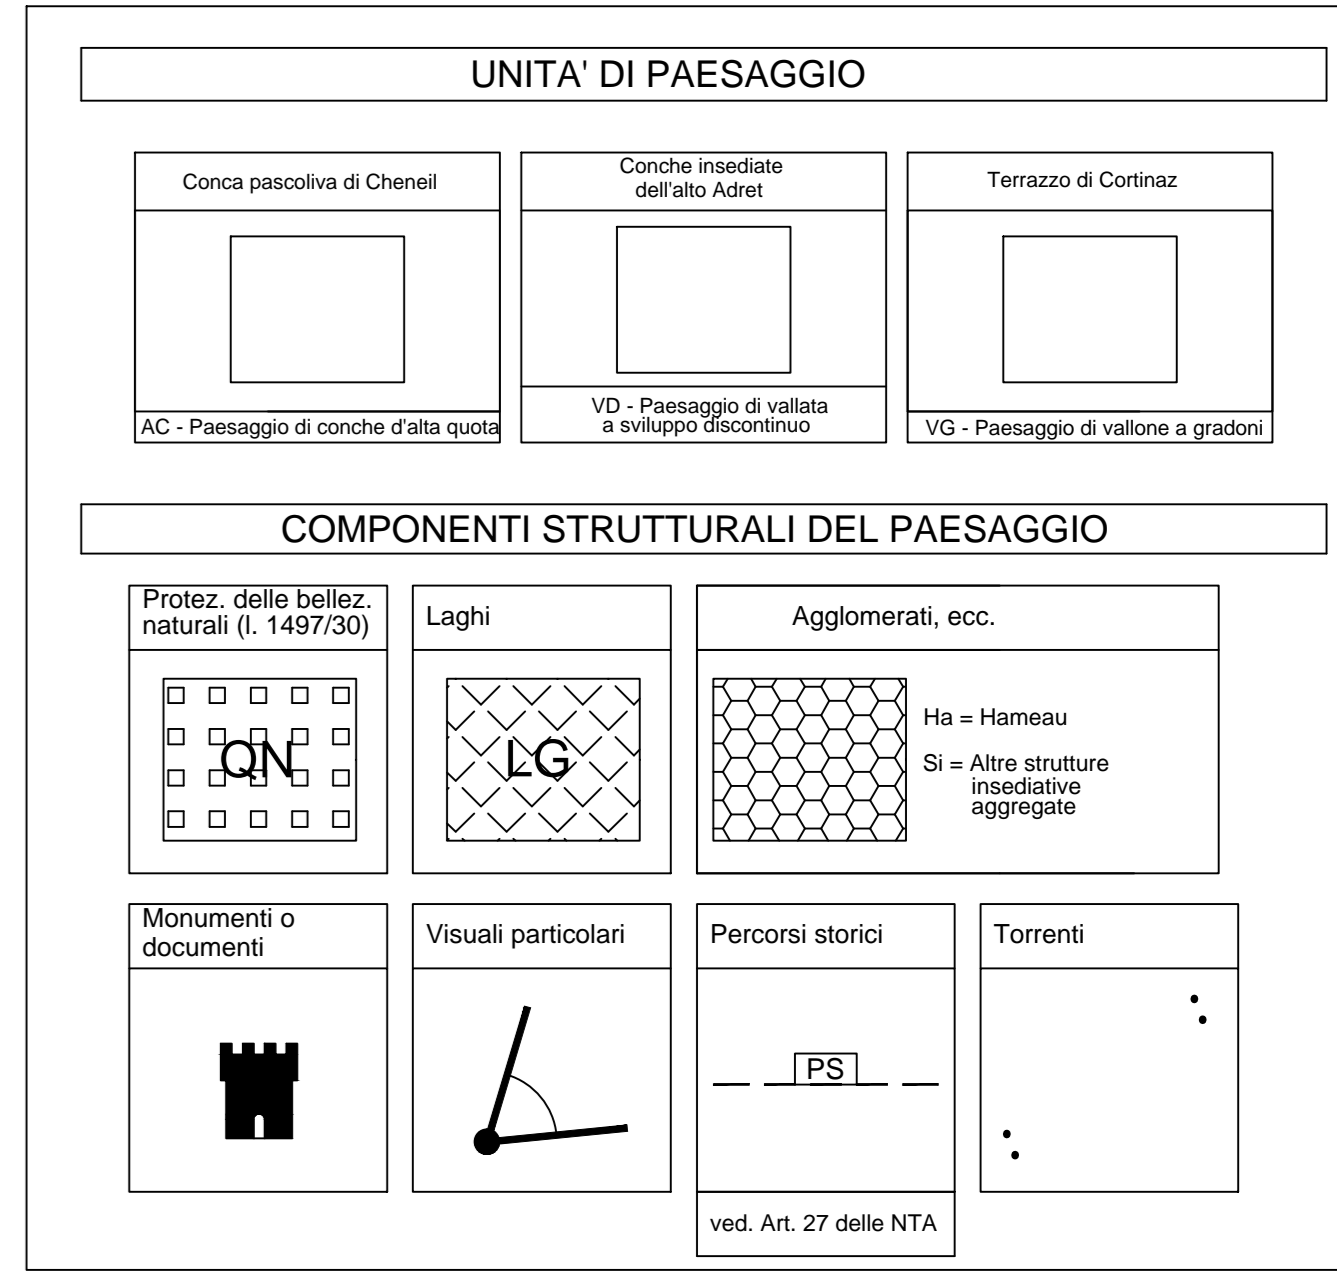 UNITA' DI PAESAGGIO
Conca pascoliva di Cheneil
AC - Paesaggio di conche d'alta quota
Conche insediate
dell'alto Adret
VD - Paesaggio di vallata
a sviluppo discontinuo
Terrazzo di Cortinaz
VG - Paesaggio di vallone a gradoni
COMPONENTI STRUTTURALI DEL PAESAGGIO
Protez. delle bellez.
naturali (l. 1497/30)
QN
Laghi
LG
Agglomerati, ecc.
Ha = Hameau
Si = Altre strutture
insediative
aggregate
Monumenti o
documenti
Visuali particolari
Percorsi storici
PS
ved. Art. 27 delle NTA
Torrenti